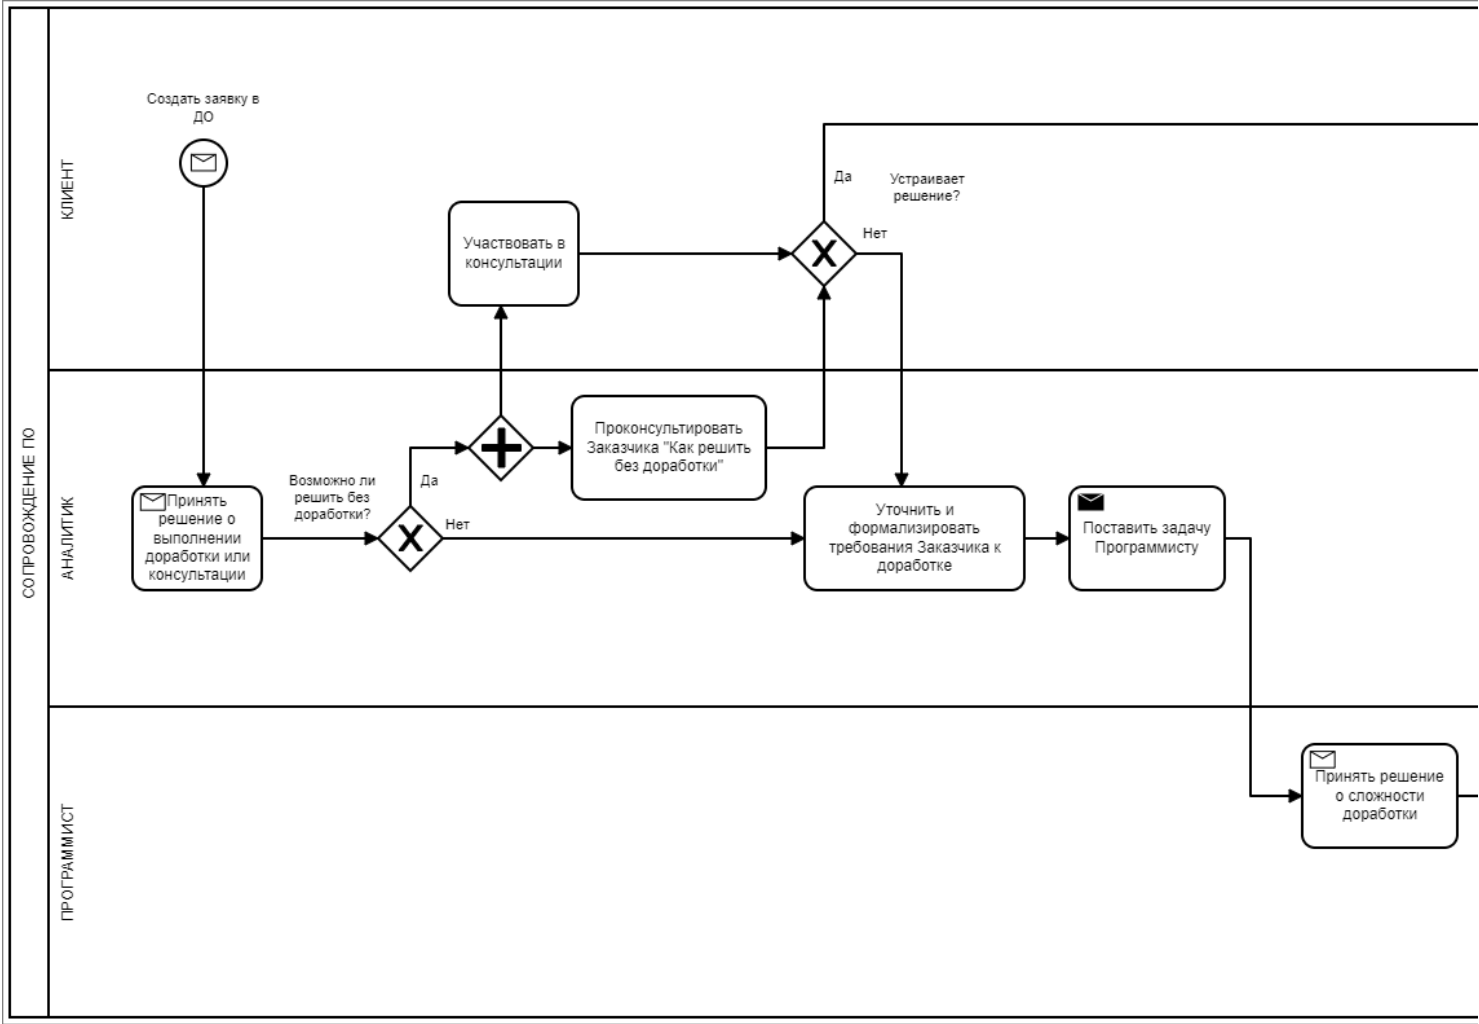 СОПРОВОЖДЕНИЕ ПО
КЛИЕНТ
Создать заявку в
ДО
Участвовать в
консультации
Да
Устраивает
решение?
Нет
АНАЛИТИК
Принять
решение о
выполнении
доработки или
консультации
Возможно ли
решить без
доработки?
Да
Нет
Проконсультировать
Заказчика "Как решить
без доработки"
Уточнить и
формализировать
требования Заказчика к
доработке
Поставить задачу
Программисту
ПРОГРАММИСТ
Принять решение
о сложности
доработки